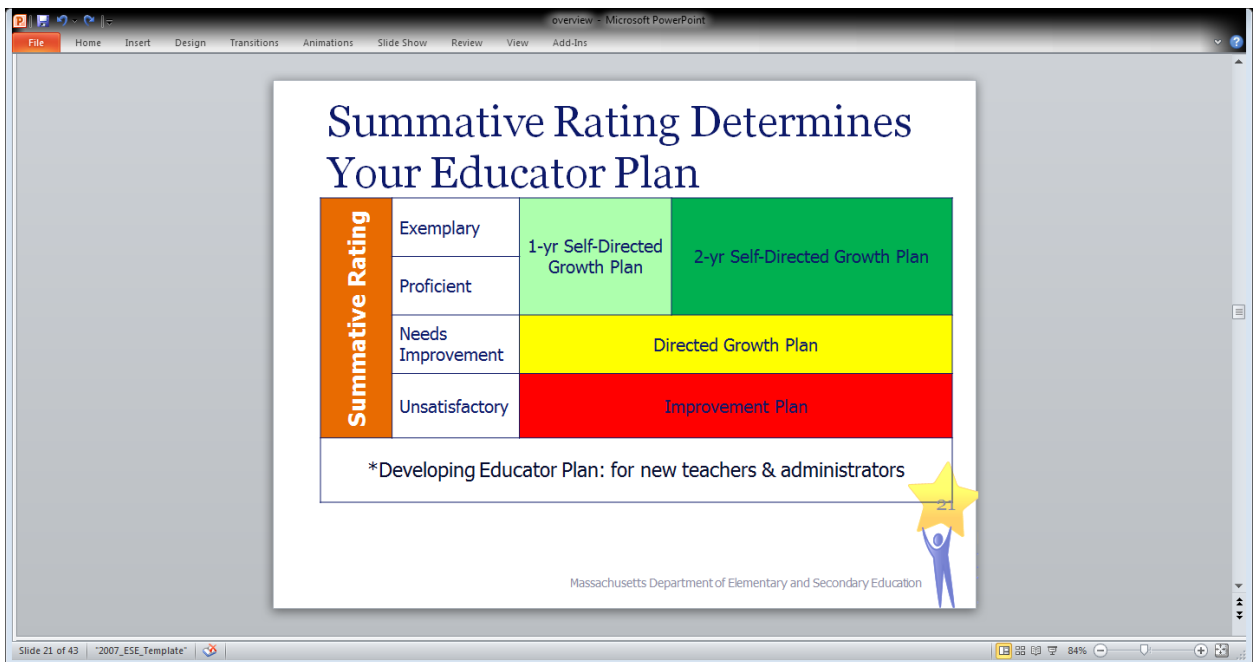 overview - Microsoft PowerPoint
File Home Insert Design Transitions Animations Slide Show Review View Add-Ins
Summative Rating Determines
Your Educator Plan
Summative Rating
Exemplary
1-yr Self-Directed
Growth Plan
2-yr Self-Directed Growth Plan
Proficient
Needs
Improvement
Directed Growth Plan
Unsatisfactory
Improvement Plan
*Developing Educator Plan: for new teachers & administrators
21
Massachusetts Department of Elementary and Secondary Education
Slide 21 of 43 "2007_ESE_Template" 84%